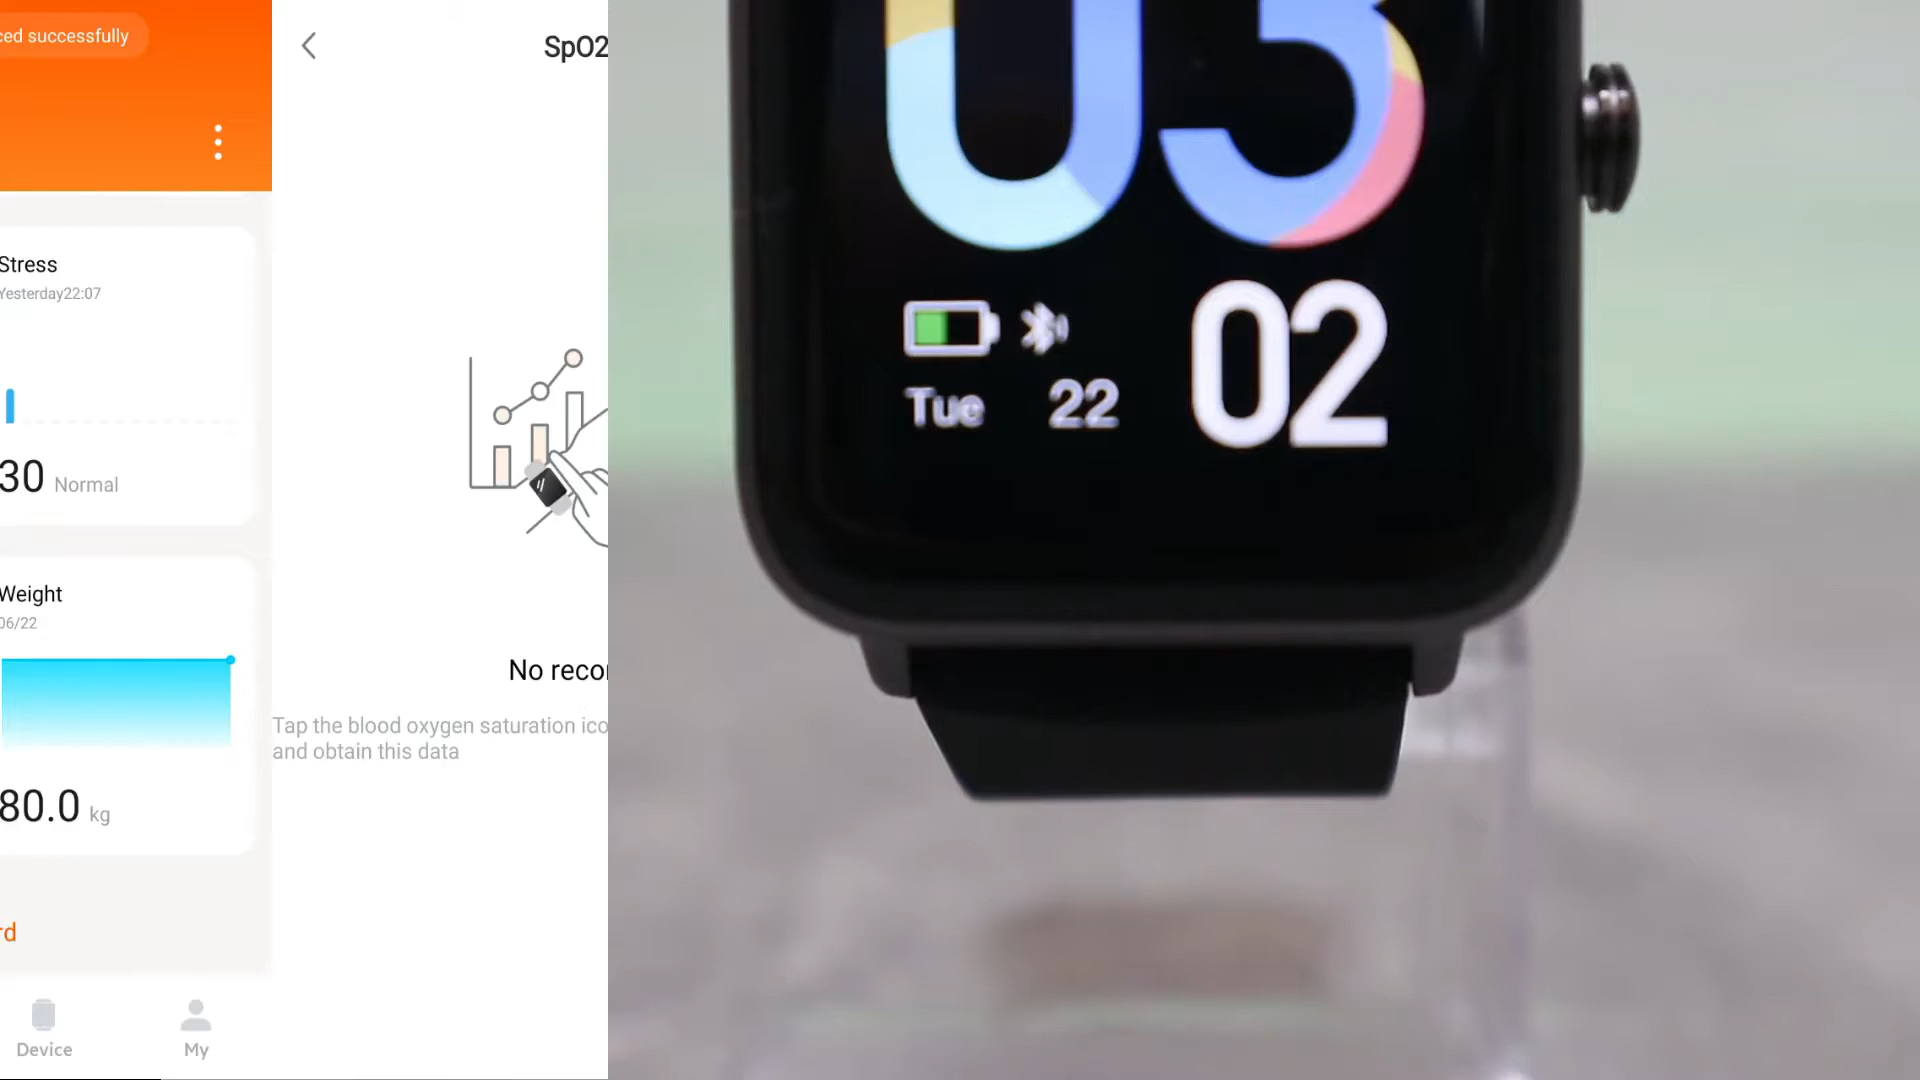 ced successfully
Stress
Yesterday22:07
30 Normal
Weight
06/22
80.0 kg
rd
Device
My
SpO2
No recor
Tap the blood oxygen saturation ico
and obtain this data
03
02
Tue 22